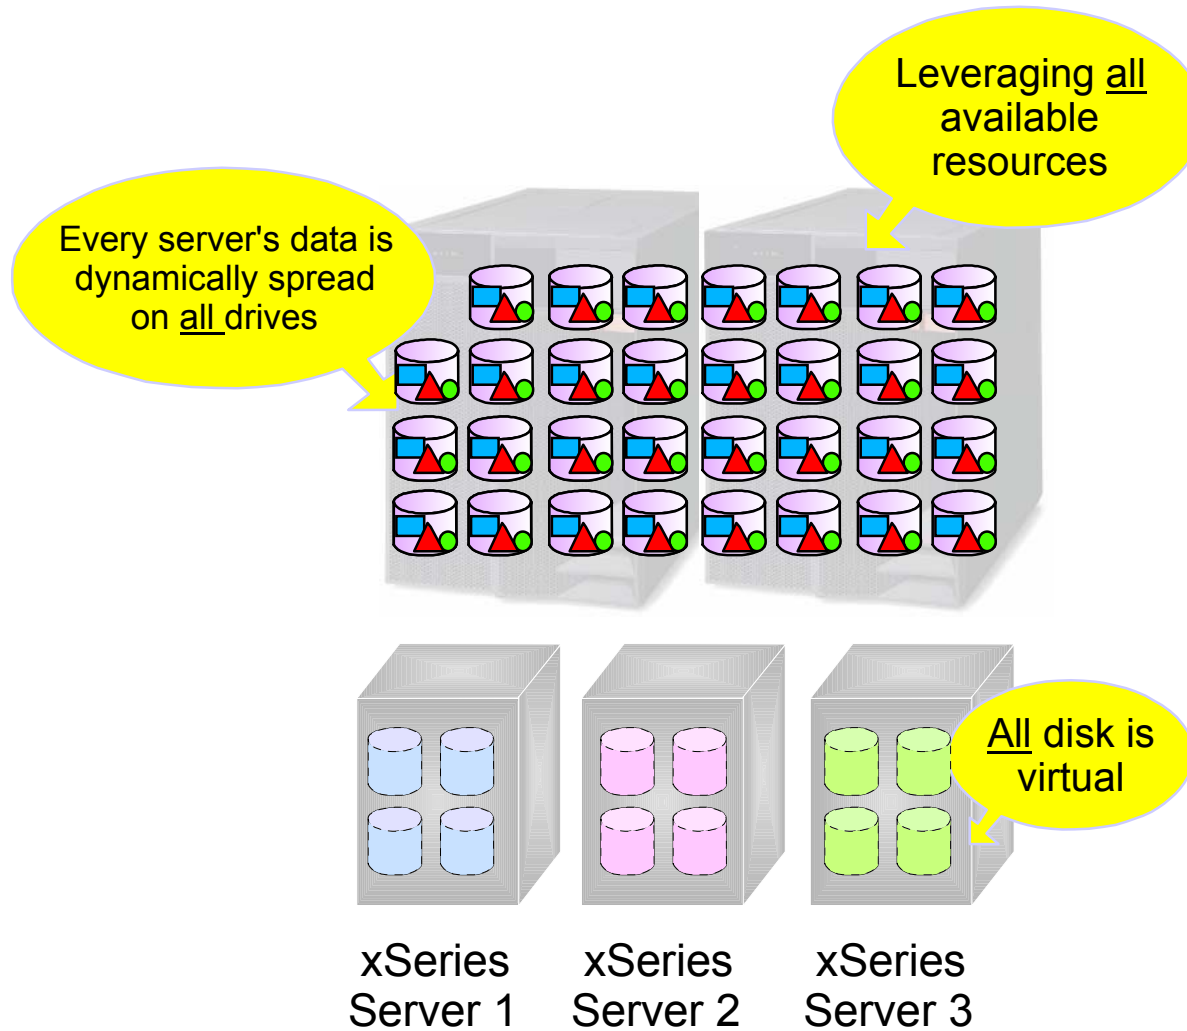 Leveraging all
available
resources
Every server's data is
dynamically spread
on all drives
All disk is
virtual
xSeries
Server 1
xSeries
Server 2
xSeries
Server 3